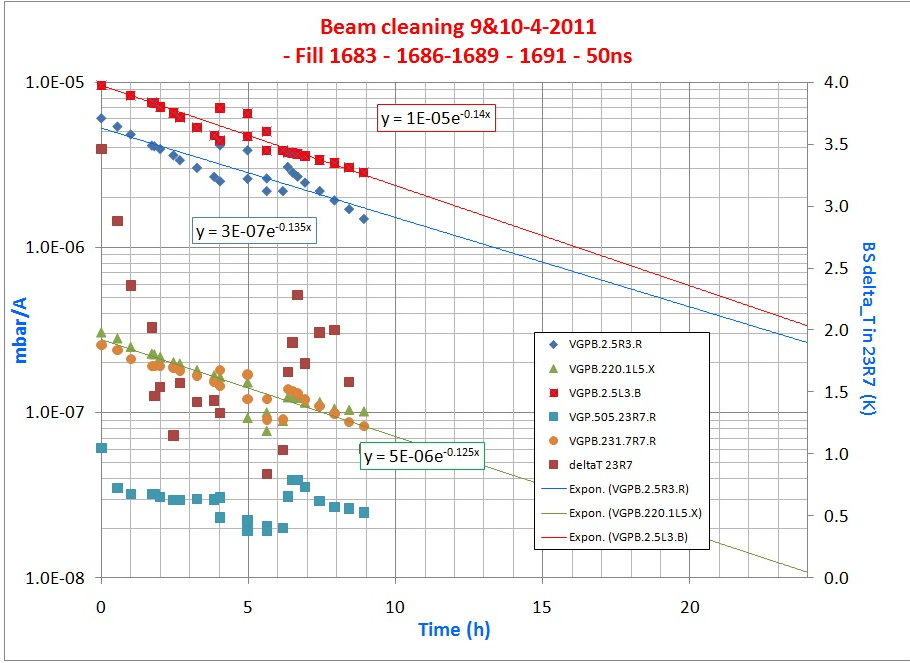 Beam cleaning 9&10-4-2011
- Fill 1683 - 1686-1689 - 1691 - 50ns
1.0E-05
1.0E-06
1.0E-07
1.0E-08
mbar/A
4.0
3.5
3.0
2.5
2.0
1.5
1.0
0.5
0.0
BS delta_T in 23R7 (K)
y = 1E-05e-0.14x
y = 3E-07e-0.135x
y = 5E-06e-0.125x
VGPB.2.5R3.R
VGPB.220.1L5.X
VGPB.2.5L3.B
VGP.505.23R7.R
VGPB.231.7R7.R
deltaT 23R7
Expon. (VGPB.2.5R3.R)
Expon. (VGPB.220.1L5.X)
Expon. (VGPB.2.5L3.B)
0 5 10 15 20
Time (h)